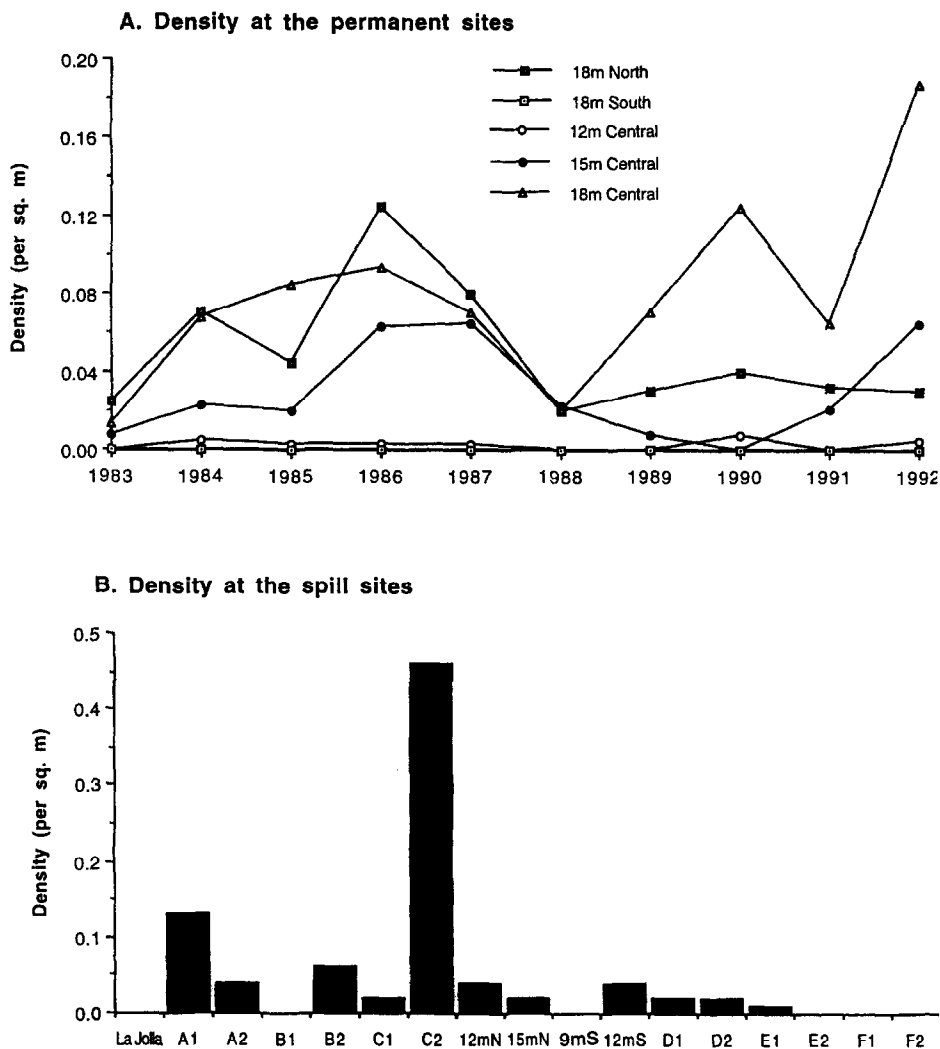 A. Density at the permanent sites
Density (per sq. m)
0.20
0.16
0.12
0.08
0.04
0.00
18m North
18m South
12m Central
15m Central
18m Central
1983 1984 1985 1986 1987 1988 1989 1990 1991 1992
B. Density at the spill sites
Density (per sq. m)
0.5
0.4
0.3
0.2
0.1
0.0
La Jolla A1 A2 B1 B2 C1 C2 12mN 15mN 9mS 12mS D1 D2 E1 E2 F1 F2